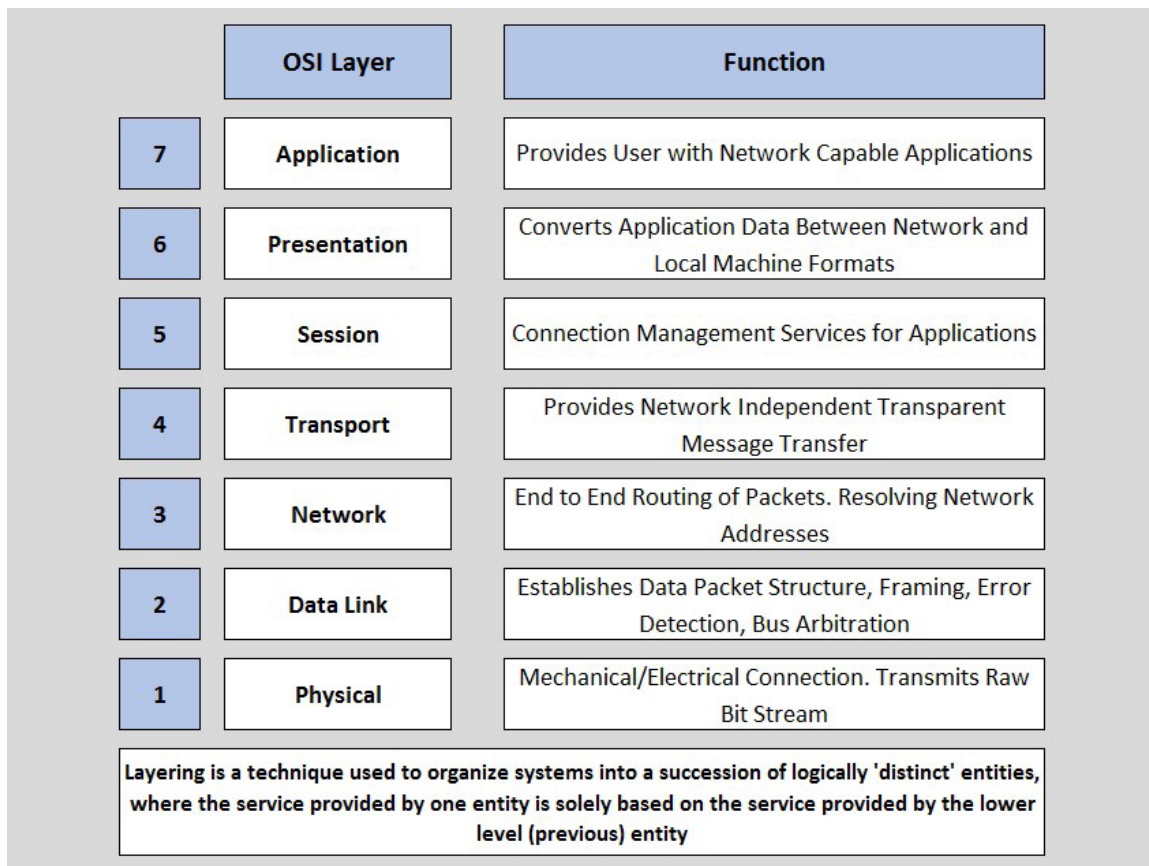 OSI Layer
Function
7
Application
Provides User with Network Capable Applications
6
Presentation
Converts Application Data Between Network and
Local Machine Formats
5
Session
Connection Management Services for Applications
4
Transport
Provides Network Independent Transparent
Message Transfer
3
Network
End to End Routing of Packets. Resolving Network
Addresses
2
Data Link
Establishes Data Packet Structure, Framing, Error
Detection, Bus Arbitration
1
Physical
Mechanical/Electrical Connection. Transmits Raw
Bit Stream
Layering is a technique used to organize systems into a succession of logically 'distinct' entities,
where the service provided by one entity is solely based on the service provided by the lower
level (previous) entity